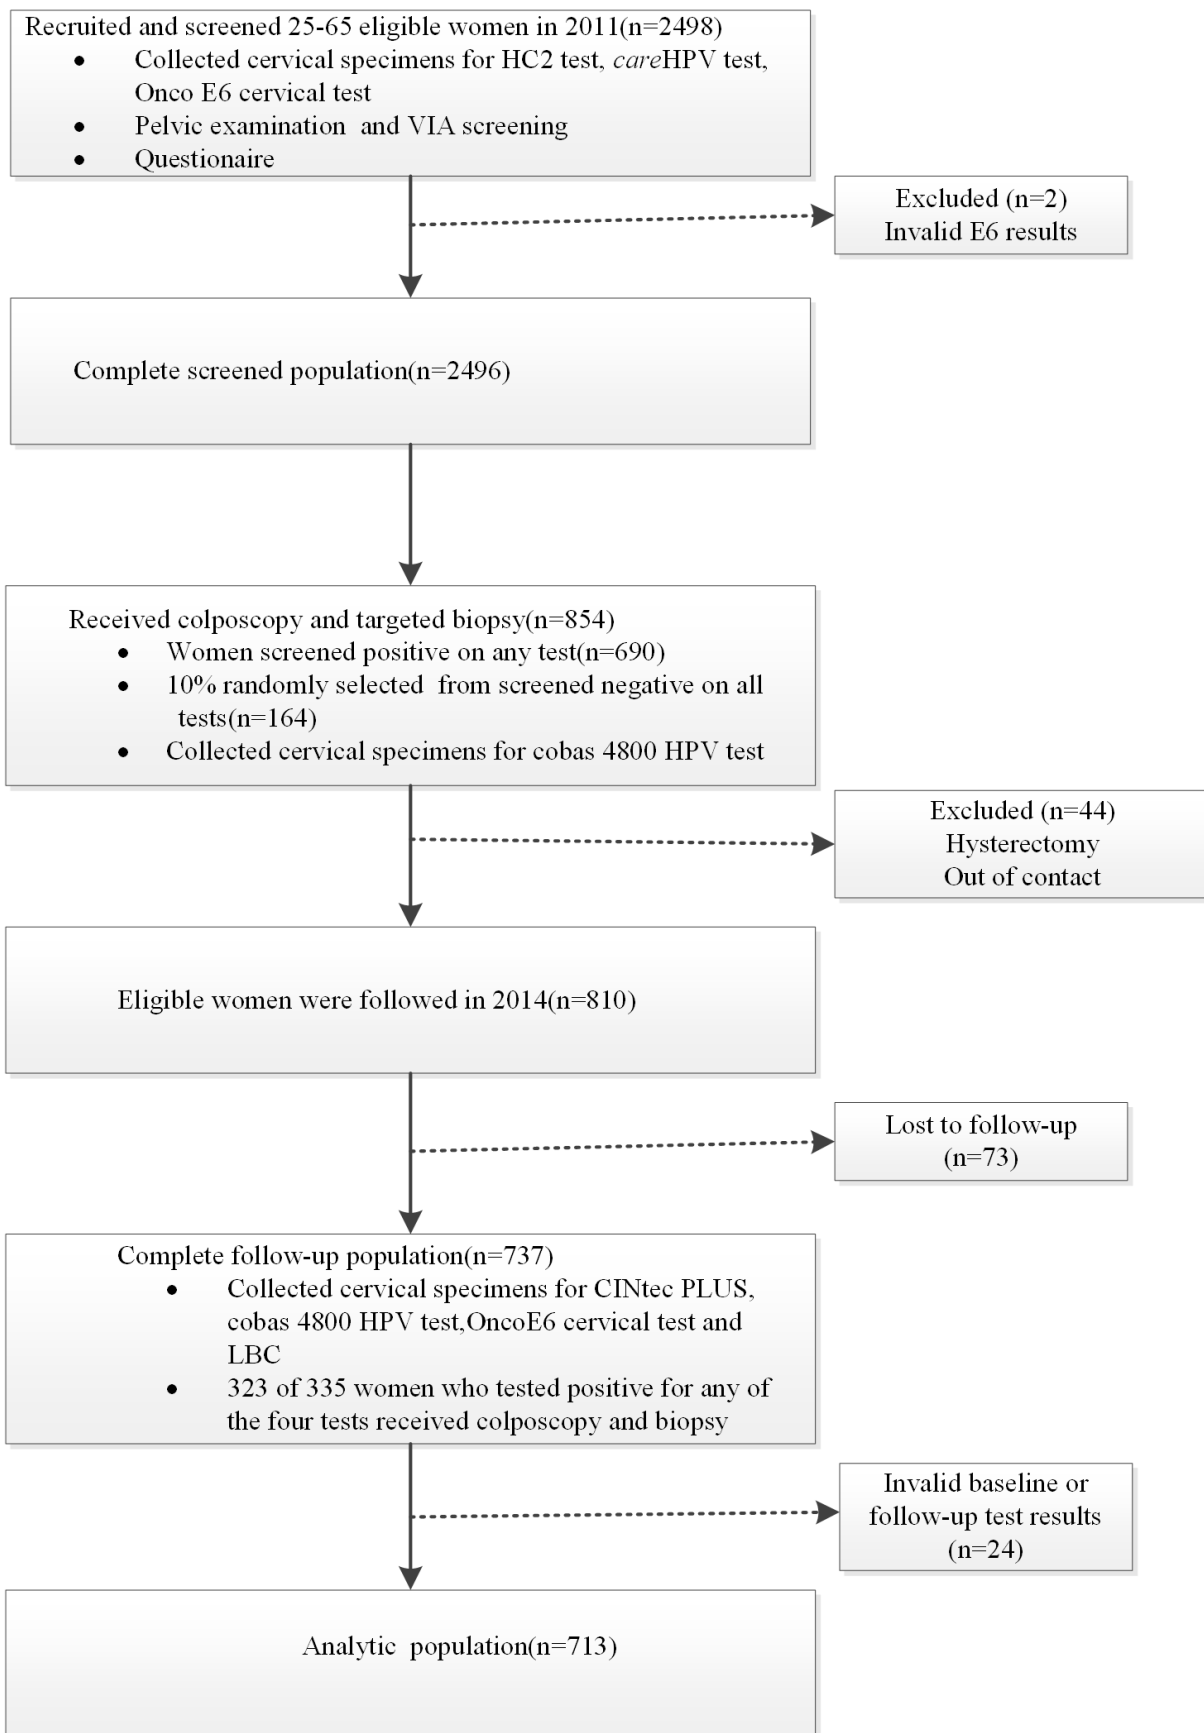 Recruited and screened 25-65 eligible women in 2011(n=2498)
• Collected cervical specimens for HC2 test, careHPV test,
Onco E6 cervical test
• Pelvic examination and VIA screening
• Questionaire
Excluded (n=2)
Invalid E6 results
Complete screened population(n=2496)
Received colposcopy and targeted biopsy(n=854)
• Women screened positive on any test(n=690)
• 10% randomly selected from screened negative on all
tests(n=164)
• Collected cervical specimens for cobas 4800 HPV test
Excluded (n=44)
Hysterectomy
Out of contact
Eligible women were followed in 2014(n=810)
Lost to follow-up
(n=73)
Complete follow-up population(n=737)
• Collected cervical specimens for CINtec PLUS,
cobas 4800 HPV test,OncoE6 cervical test and
LBC
• 323 of 335 women who tested positive for any of
the four tests received colposcopy and biopsy
Invalid baseline or
follow-up test results
(n=24)
Analytic population(n=713)